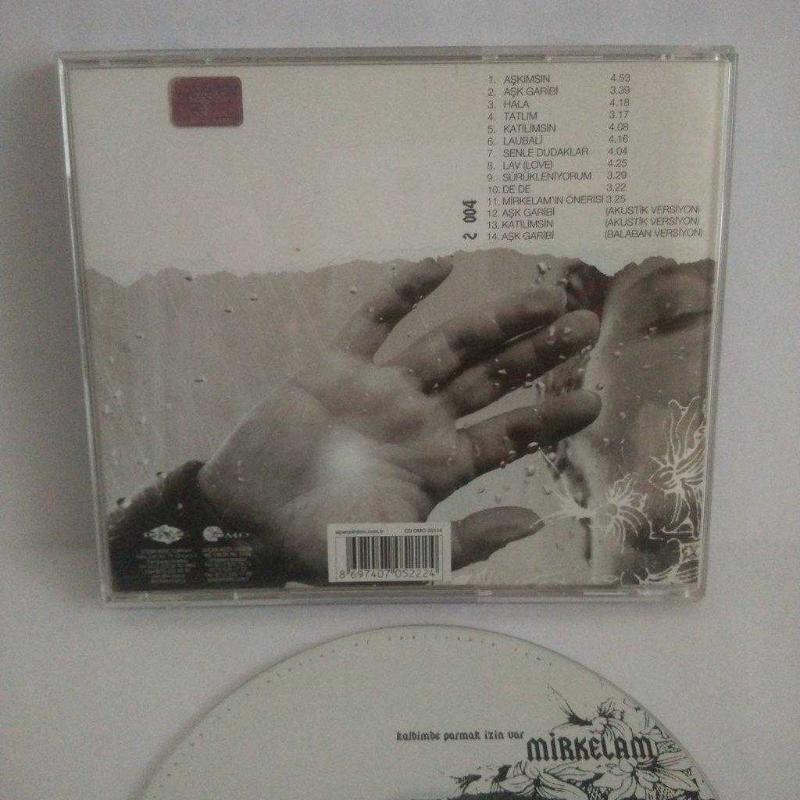 1. AŞKIMSIN 4.53
2. AŞK GARİBİ 3.39
3. HALA 4.18
4. TATLIM 3.17
5. KATİLİMSİN 4.08
6. LAUBALİ 4.16
7. SENLE DUDAKLAR 4.04
8. LAV (LOVE) 4.25
9. SÜRÜKLENİYORUM 3.29
10. DE DE 3.22
11. MİRKELAM'IN ÖNERİSİ 3.25
12. AŞK GARİBİ (AKUSTİK VERSİYON)
13. KATİLİMSİN (AKUSTİK VERSİYON)
14. AŞK GARİBİ (BALABAN VERSİYON)
2 004
DMC
8 697407 052224
kalbimde parmak izin var
MİRKELAM